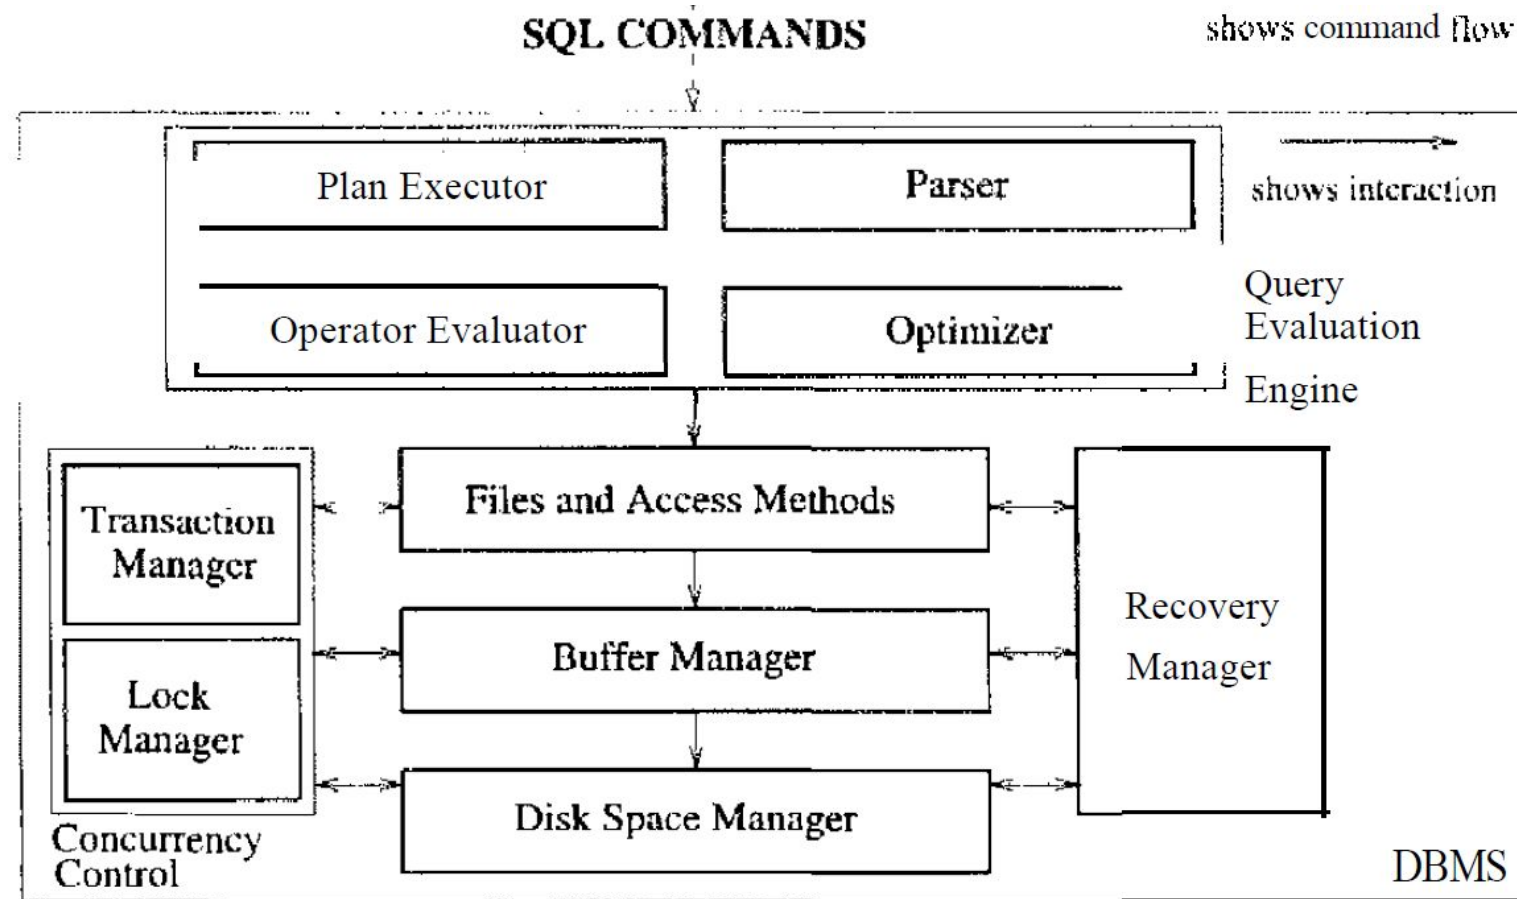 SQL COMMANDS
shows command flow
Plan Executor
Parser
shows interaction
Operator Evaluator
Optimizer
Query
Evaluation
Engine
Transaction
Manager
Lock
Manager
Concurrency
Control
Files and Access Methods
Buffer Manager
Disk Space Manager
Recovery
Manager
DBMS